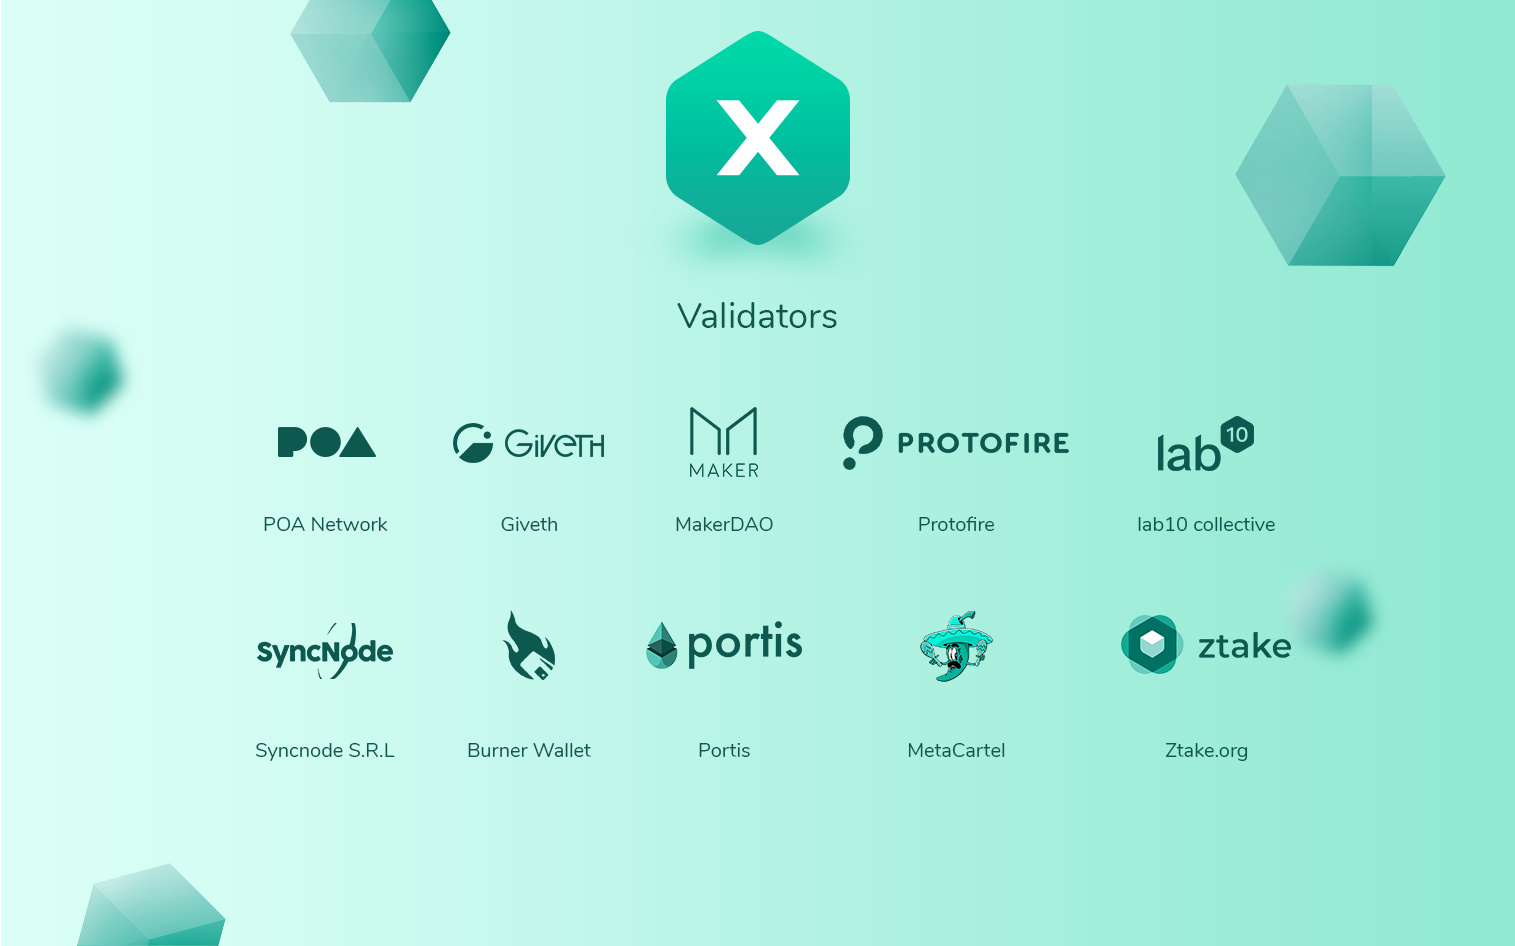 X
Validators
POA GIVETH MAKER PROTOFIRE lab10
POA Network Giveth MakerDAO Protofire lab10 collective
SyncNode portis ztake
Syncnode S.R.L Burner Wallet Portis MetaCartel Ztake.org